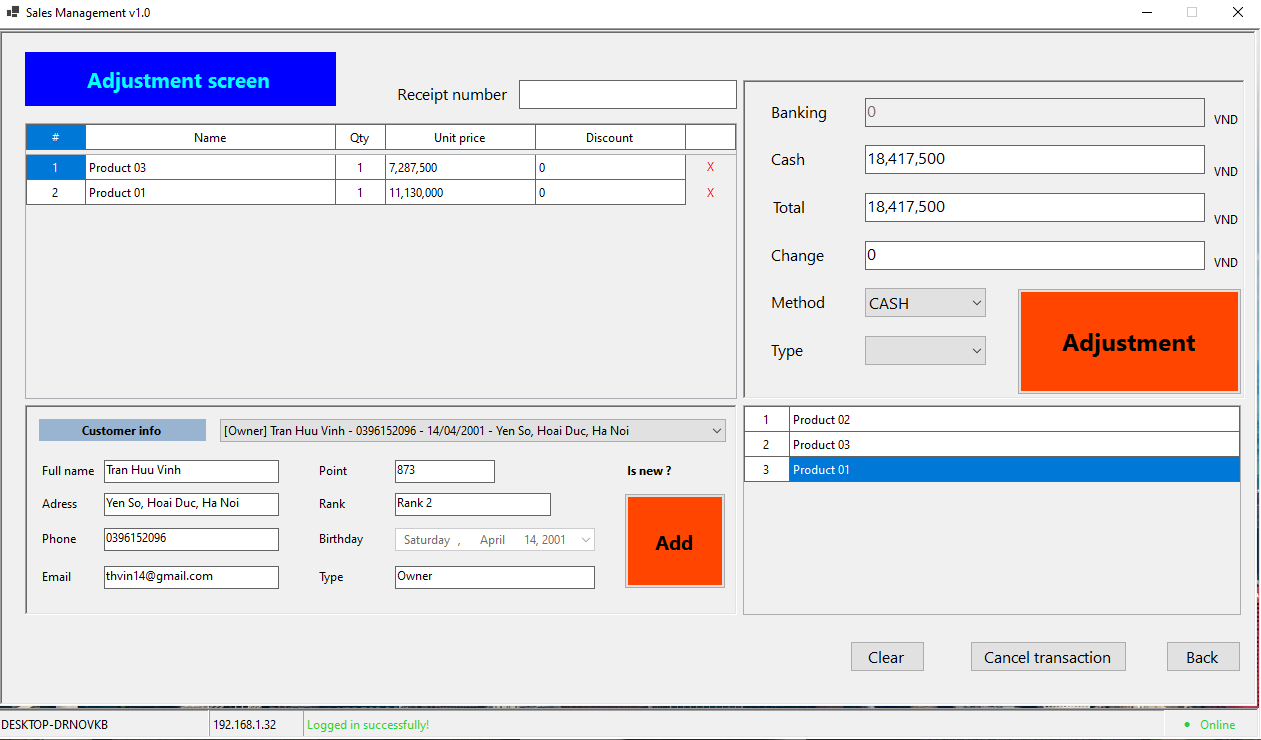 Sales Management v1.0
Adjustment screen
Receipt number
# Name Qty Unit price Discount
1 Product 03 1 7,287,500 0 X
2 Product 01 1 11,130,000 0 X
Banking 0 VND
Cash 18,417,500 VND
Total 18,417,500 VND
Change 0 VND
Method CASH
Type
Adjustment
Customer info [Owner] Tran Huu Vinh - 0396152096 - 14/04/2001 - Yen So, Hoai Duc, Ha Noi
Full name Tran Huu Vinh Point 873 Is new ?
Adress Yen So, Hoai Duc, Ha Noi Rank Rank 2
Phone 0396152096 Birthday Saturday , April 14, 2001
Email thvin14@gmail.com Type Owner
Add
1 Product 02
2 Product 03
3 Product 01
Clear Cancel transaction Back
DESKTOP-DRNOVKB 192.168.1.32 Logged in successfully! Online